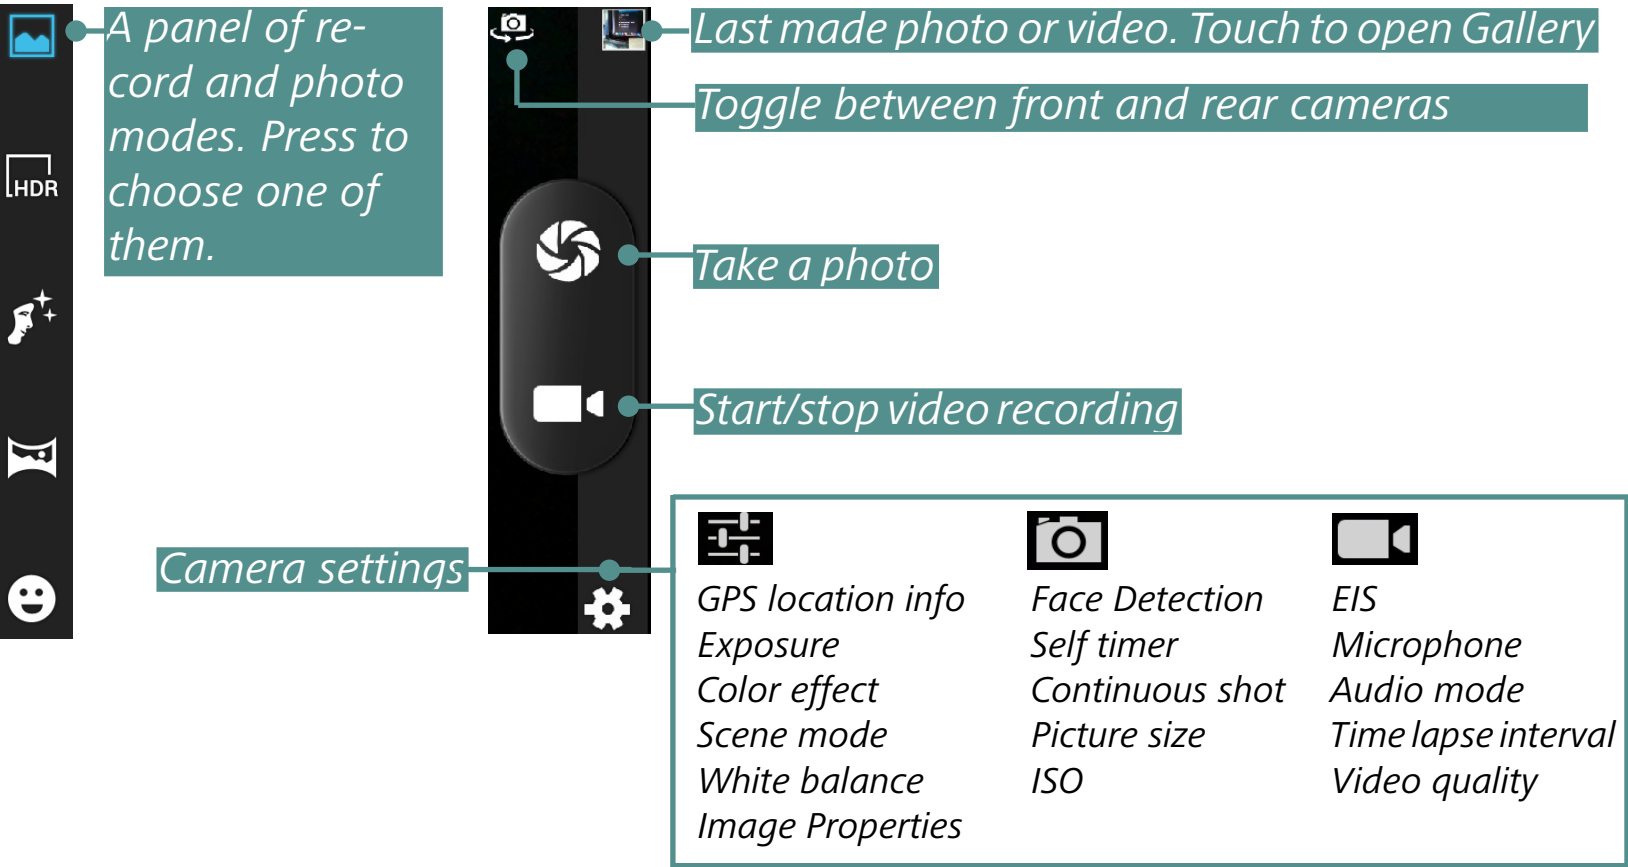 A panel of re-
cord and photo
modes. Press to
choose one of
them.
HDR
Last made photo or video. Touch to open Gallery
Toggle between front and rear cameras
Take a photo
Start/stop video recording
Camera settings
GPS location info
Exposure
Color effect
Scene mode
White balance
Image Properties
Face Detection
Self timer
Continuous shot
Picture size
ISO
EIS
Microphone
Audio mode
Time lapse interval
Video quality